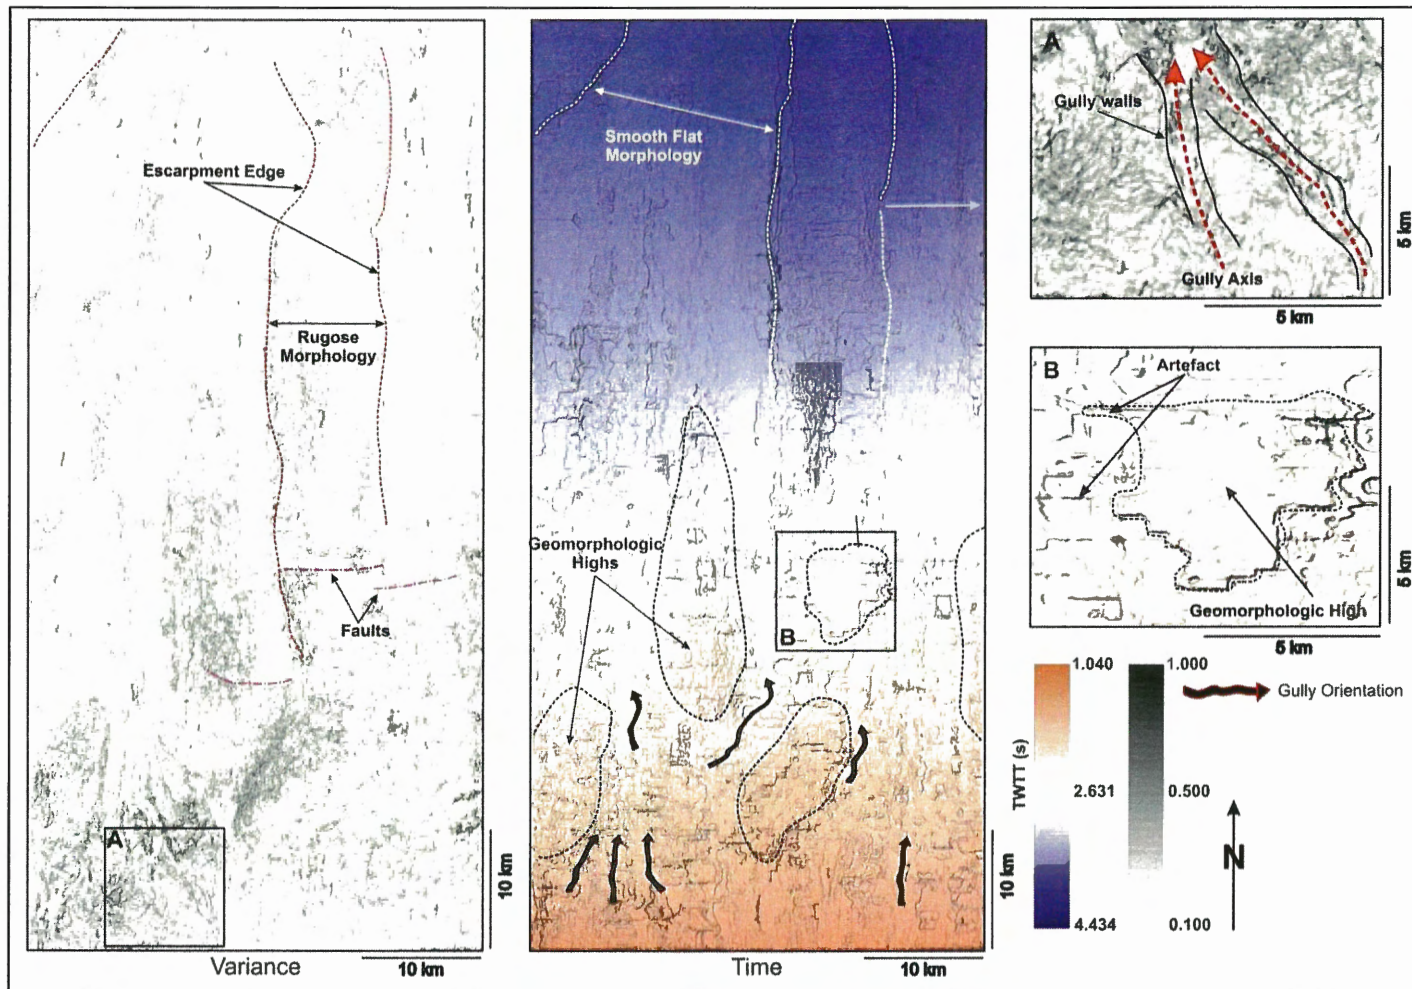 Escarpment Edge
Rugose
Morphology
Faults
A
Variance
10 km
10 km
Smooth Flat
Morphology
Geomorphologic
Highs
B
Time
10 km
10 km
A
Gully walls
Gully Axis
5 km
5 km
B
Artefact
Geomorphologic High
5 km
5 km
TWTT (s)
1.040
2.631
4.434
1.000
0.500
0.100
Gully Orientation
N